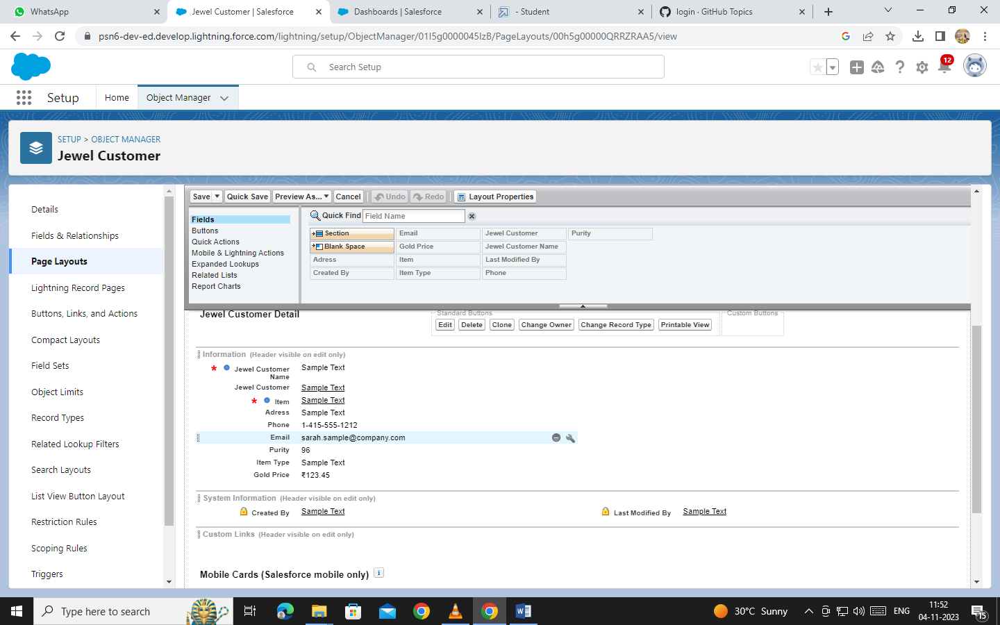 WhatsApp
Jewel Customer | Salesforce
Dashboards | Salesforce
- Student
login · GitHub Topics
psn6-dev-ed.develop.lightning.force.com/lightning/setup/ObjectManager/01I5g0000045lzB/PageLayouts/00h5g00000QRRZRAA5/view
Search Setup
12
Setup
Home
Object Manager
SETUP > OBJECT MANAGER
Jewel Customer
Details
Fields & Relationships
Page Layouts
Lightning Record Pages
Buttons, Links, and Actions
Compact Layouts
Field Sets
Object Limits
Record Types
Related Lookup Filters
Search Layouts
List View Button Layout
Restriction Rules
Scoping Rules
Triggers
Save Quick Save Preview As... Cancel Undo Redo Layout Properties
Fields
Buttons
Quick Actions
Mobile & Lightning Actions
Expanded Lookups
Related Lists
Report Charts
Quick Find Field Name
Section Email Jewel Customer Purity
Blank Space Gold Price Jewel Customer Name
Adress Item Last Modified By
Created By Item Type Phone
Jewel Customer Detail
Standard Buttons
Custom Buttons
Edit Delete Clone Change Owner Change Record Type Printable View
Information (Header visible on edit only)
* Jewel Customer Name Sample Text
Jewel Customer Sample Text
* Item Sample Text
Adress Sample Text
Phone 1-415-555-1212
Email sarah.sample@company.com
Purity 96
Item Type Sample Text
Gold Price ₹123.45
System Information (Header visible on edit only)
Created By Sample Text Last Modified By Sample Text
Custom Links (Header visible on edit only)
Mobile Cards (Salesforce mobile only) i
Type here to search
30°C Sunny
ENG
11:52
04-11-2023
15